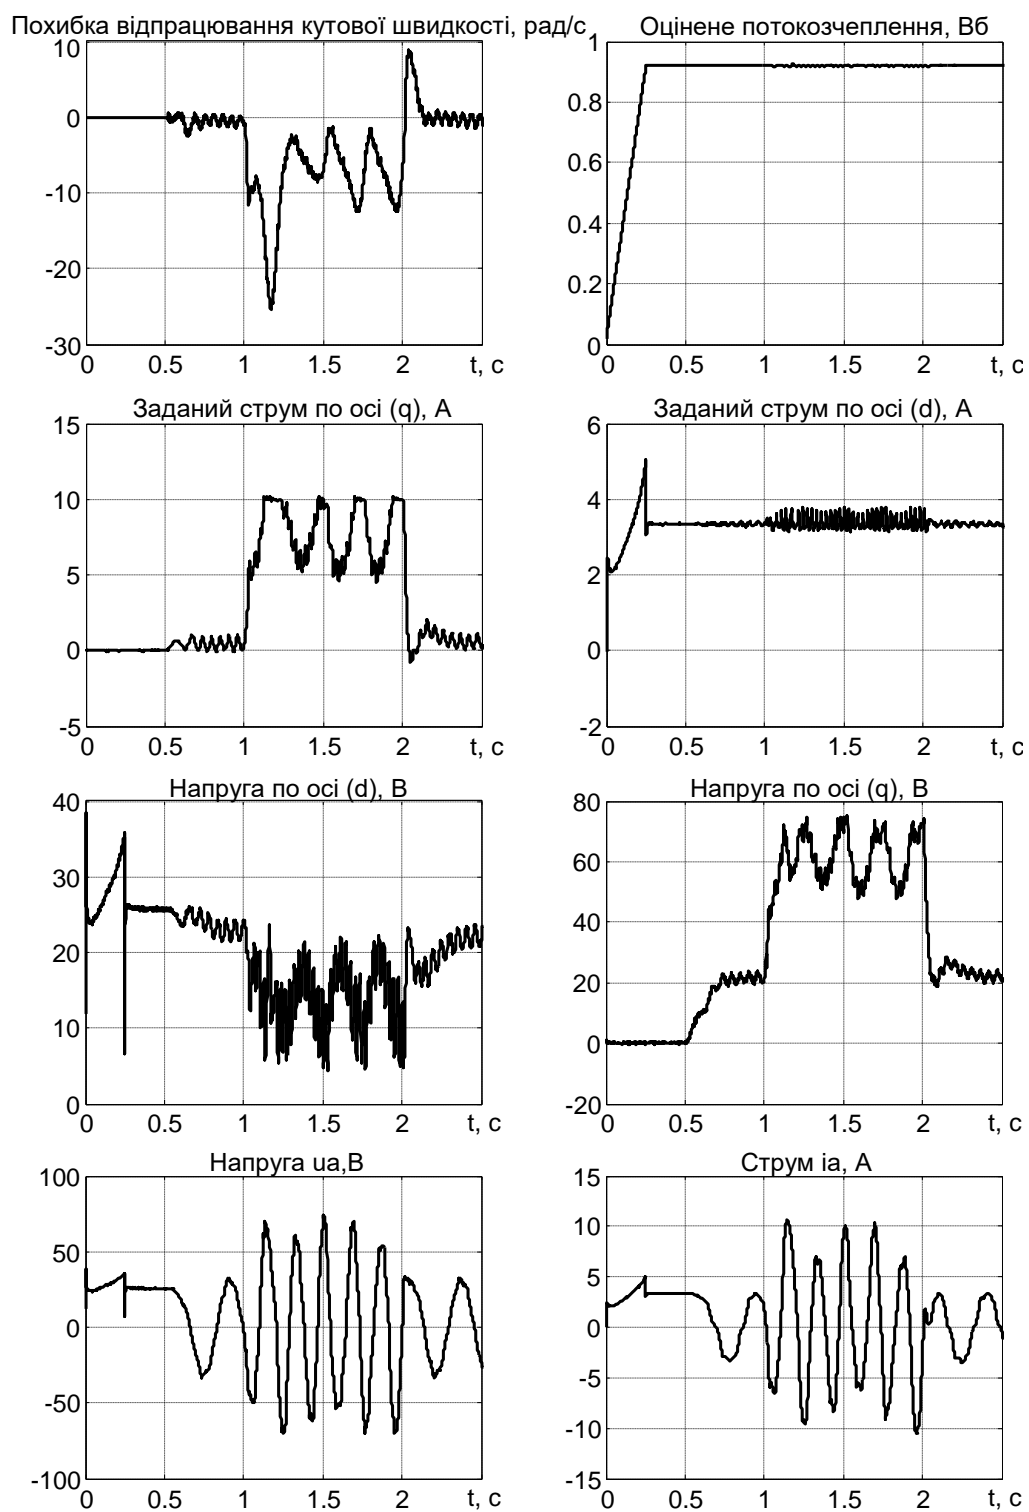 Похибка відпрацювання кутової швидкості, рад/с
10
0
-10
-20
-30
0 0.5 1 1.5 2 t, с
Оцінене потокозчеплення, Вб
1
0.8
0.6
0.4
0.2
0
0 0.5 1 1.5 2 t, с
Заданий струм по осі (q), А
15
10
5
0
-5
0 0.5 1 1.5 2 t, с
Заданий струм по осі (d), А
6
4
2
0
-2
0 0.5 1 1.5 2 t, с
Напруга по осі (d), В
40
30
20
10
0
0 0.5 1 1.5 2 t, с
Напруга по осі (q), В
80
60
40
20
0
-20
0 0.5 1 1.5 2 t, с
Напруга ua,В
100
50
0
-50
-100
0 0.5 1 1.5 2 t, с
Струм ia, А
15
10
5
0
-5
-10
-15
0 0.5 1 1.5 2 t, с